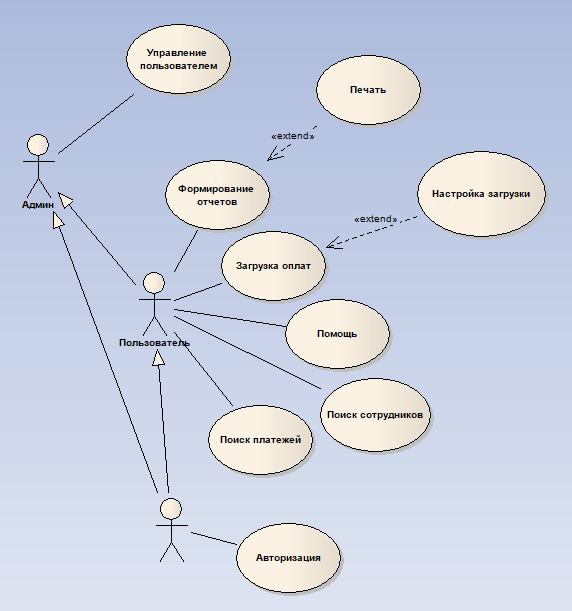 Управление
пользователем
Печать
«extend»
Формирование
отчетов
Настройка загрузки
Админ
«extend»
Загрузка оплат
Пользователь
Помощь
Поиск сотрудников
Поиск платежей
Авторизация